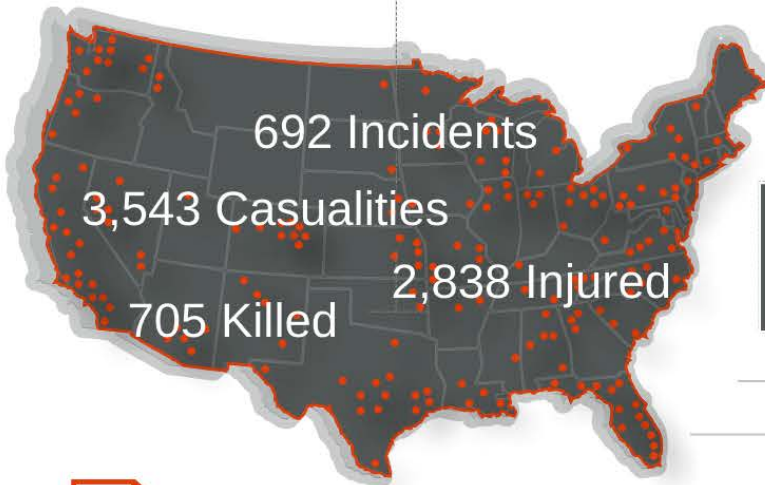 692 Incidents
3,543 Casualities
2,838 Injured
705 Killed